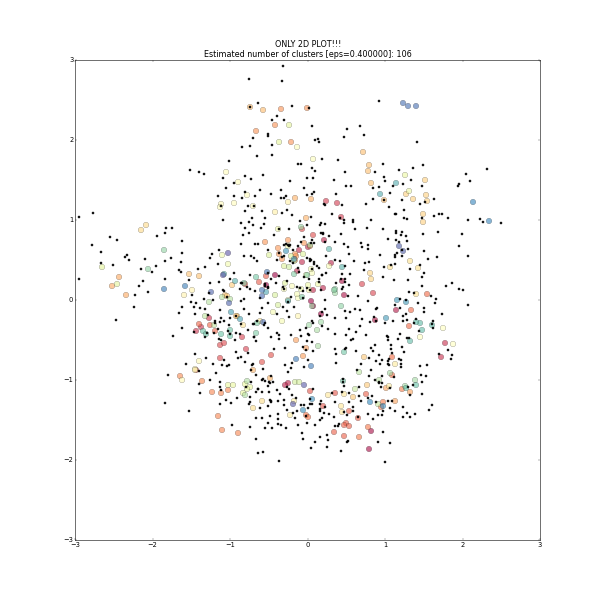 ONLY 2D PLOT!!!
Estimated number of clusters [eps=0.400000]: 106
3
2
1
0
−1
−2
−3
−3 −2 −1 0 1 2 3